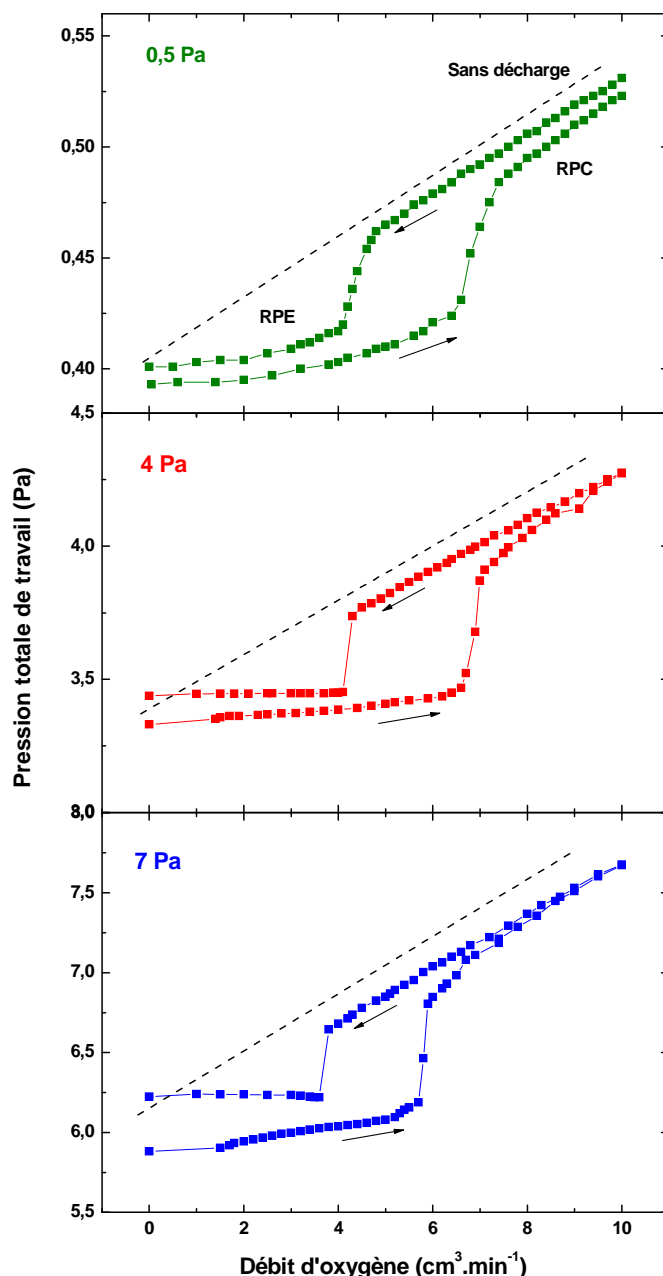 0,55
0,5 Pa
Sans décharge
0,50
RPC
0,45
RPE
0,40
4,5
4 Pa
4,0
3,5
8,0
7 Pa
7,5
7,0
6,5
6,0
5,5
0 2 4 6 8 10
Pression totale de travail (Pa)
Débit d'oxygène (cm³.min⁻¹)